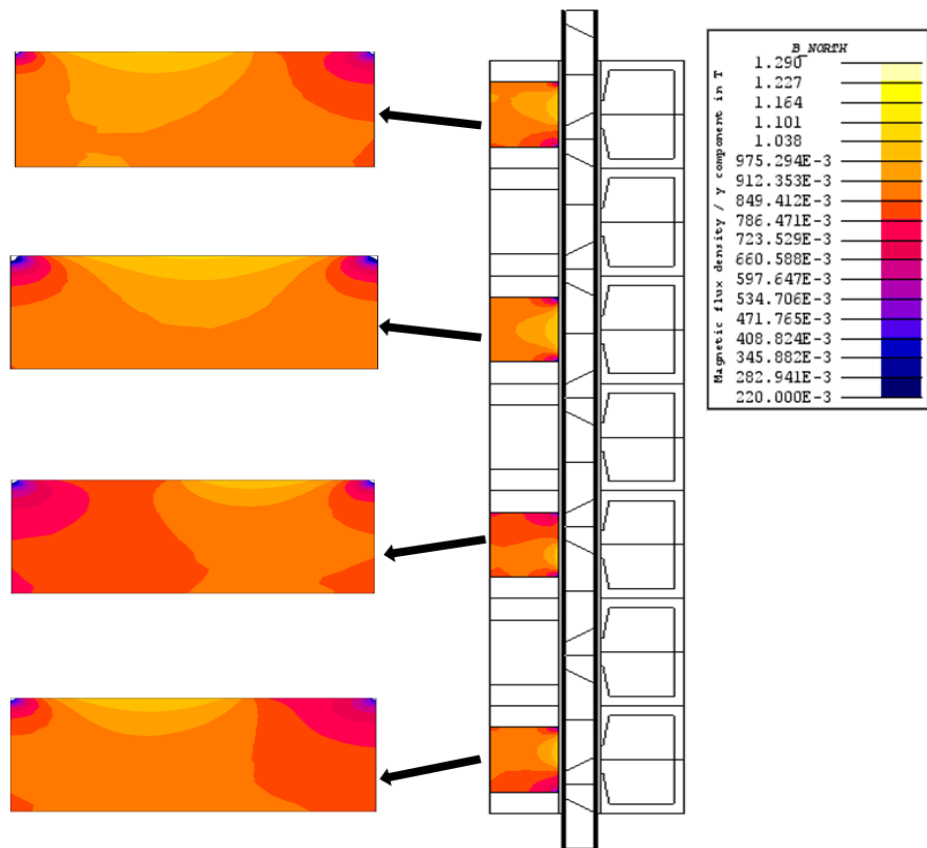 B_NORTH
Magnetic flux density / y component in T
1.290
1.227
1.164
1.101
1.038
975.294E-3
912.353E-3
849.412E-3
786.471E-3
723.529E-3
660.588E-3
597.647E-3
534.706E-3
471.765E-3
408.824E-3
345.882E-3
282.941E-3
220.000E-3